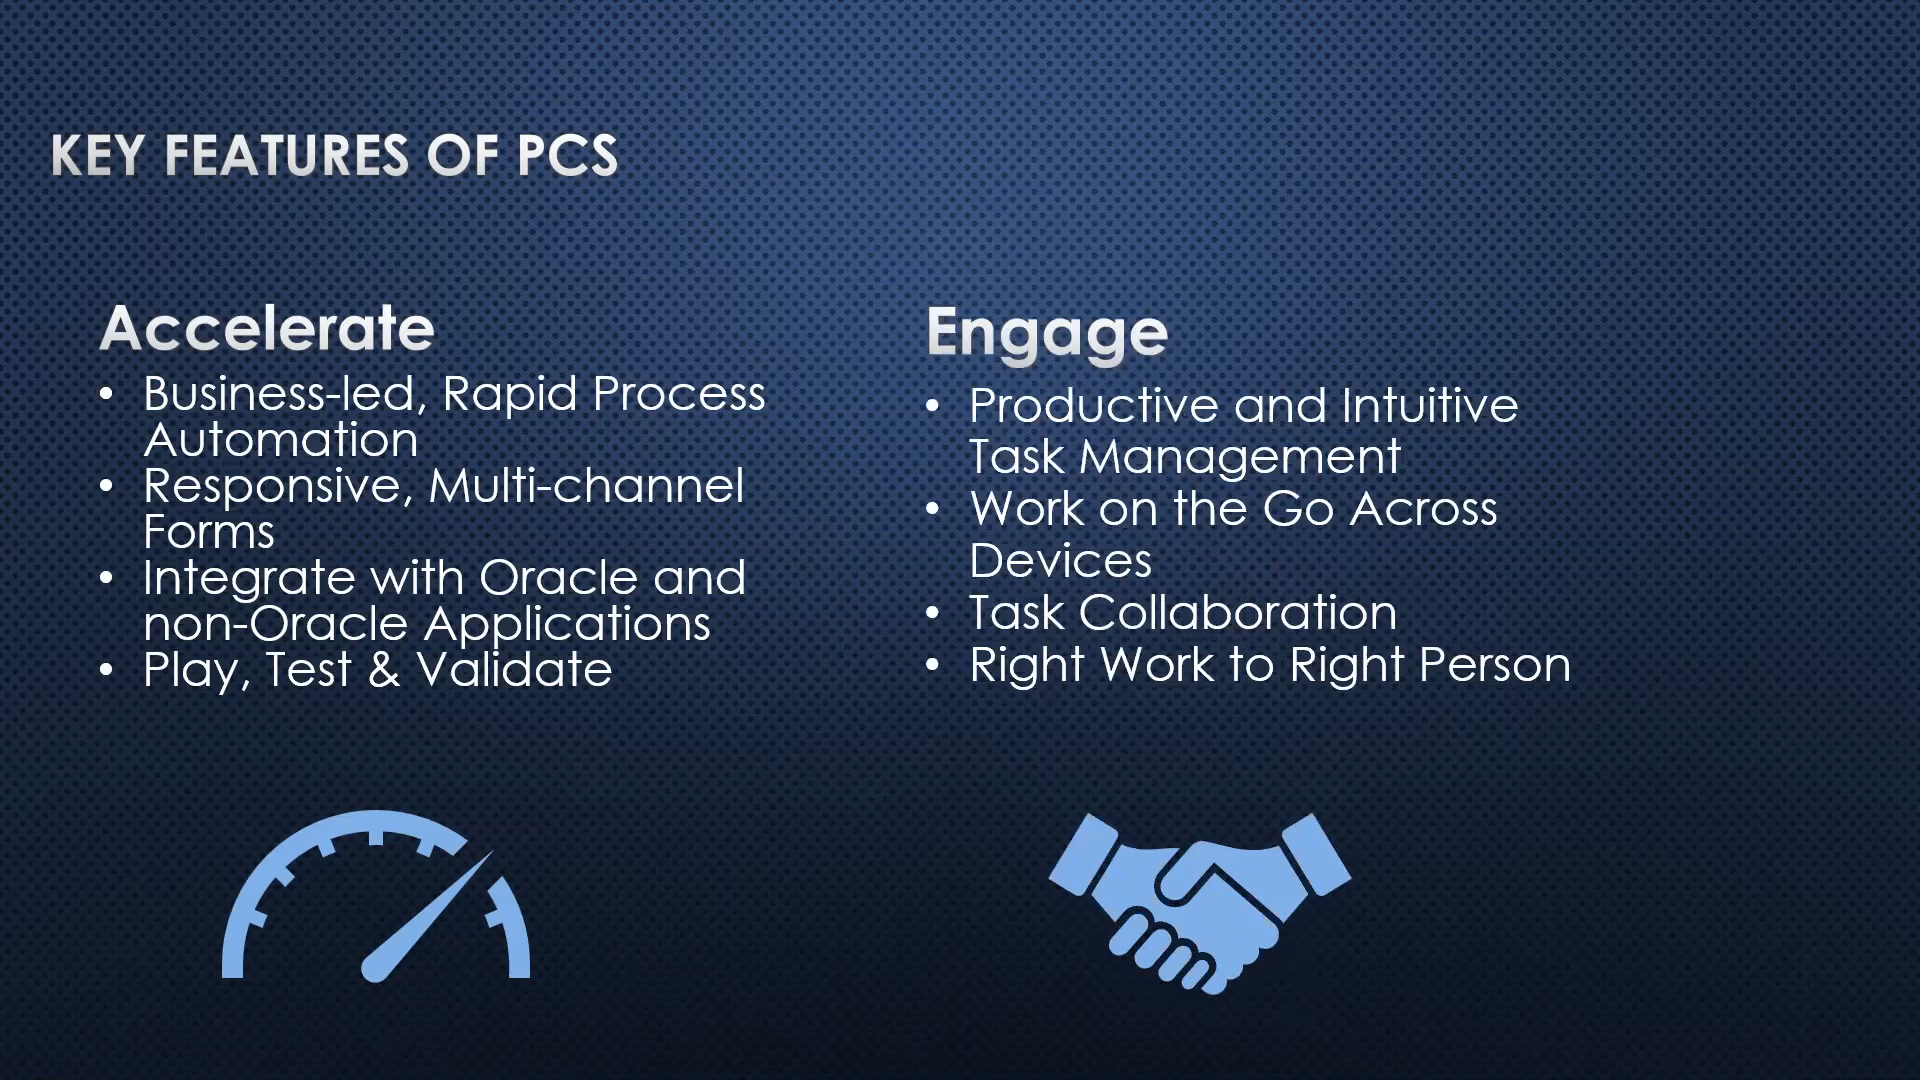 KEY FEATURES OF PCS
Accelerate
• Business-led, Rapid Process
Automation
• Responsive, Multi-channel
Forms
• Integrate with Oracle and
non-Oracle Applications
• Play, Test & Validate
Engage
• Productive and Intuitive
Task Management
• Work on the Go Across
Devices
• Task Collaboration
• Right Work to Right Person